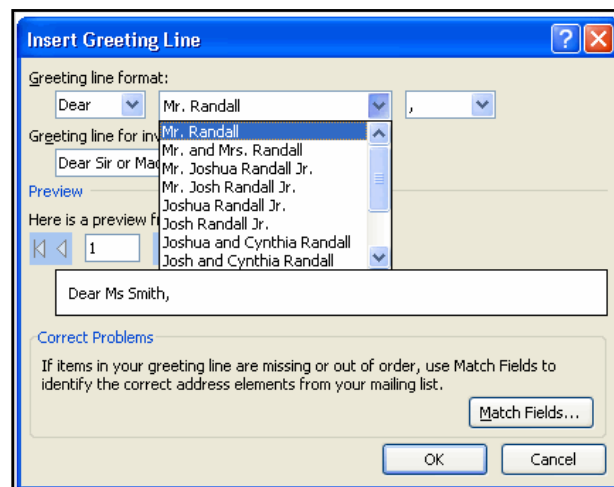 Insert Greeting Line
Greeting line format:
Dear Mr. Randall ,
Greeting line for inv
Dear Sir or Mad
Mr. Randall
Mr. and Mrs. Randall
Mr. Joshua Randall Jr.
Mr. Josh Randall Jr.
Joshua Randall Jr.
Josh Randall Jr.
Joshua and Cynthia Randall
Josh and Cynthia Randall
Preview
Here is a preview fr
1
Dear Ms Smith,
Correct Problems
If items in your greeting line are missing or out of order, use Match Fields to
identify the correct address elements from your mailing list.
Match Fields...
OK Cancel